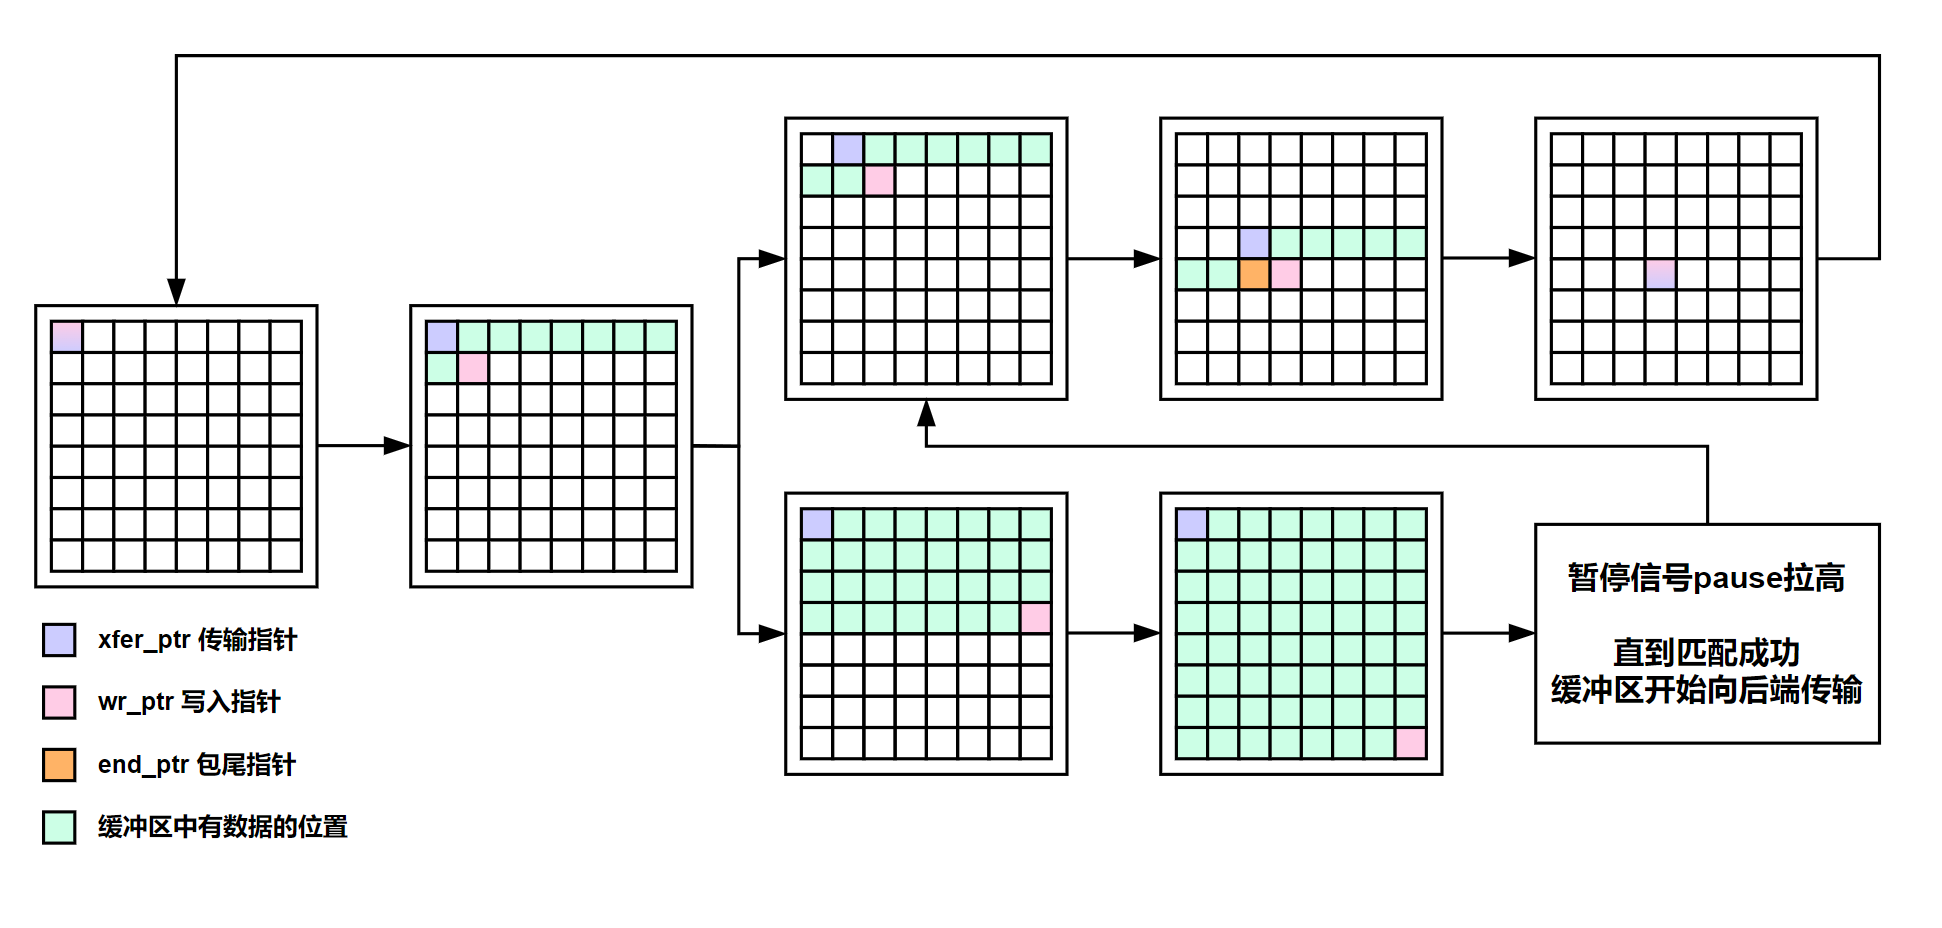 暂停信号pause拉高
直到匹配成功
缓冲区开始向后端传输
xfer_ptr 传输指针
wr_ptr 写入指针
end_ptr 包尾指针
缓冲区中有数据的位置